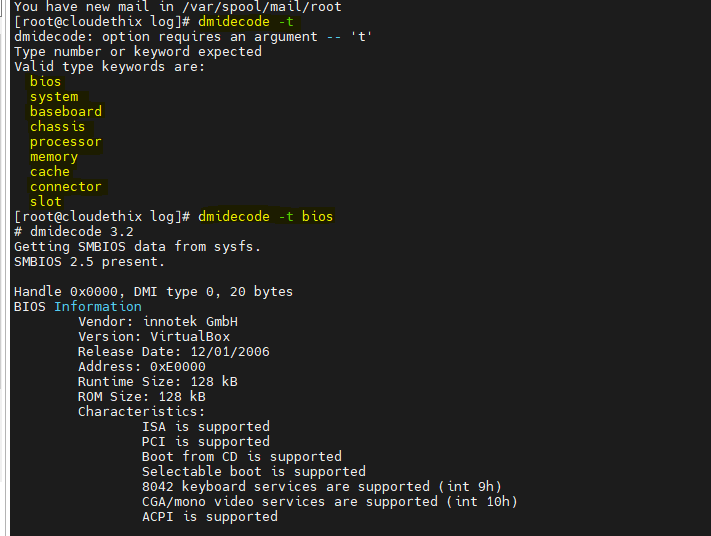 You have new mail in /var/spool/mail/root
[root@cloudethix log]# dmidecode -t
dmidecode: option requires an argument -- 't'
Type number or keyword expected
Valid type keywords are:
bios
system
baseboard
chassis
processor
memory
cache
connector
slot
[root@cloudethix log]# dmidecode -t bios
# dmidecode 3.2
Getting SMBIOS data from sysfs.
SMBIOS 2.5 present.
Handle 0x0000, DMI type 0, 20 bytes
BIOS Information
Vendor: innotek GmbH
Version: VirtualBox
Release Date: 12/01/2006
Address: 0xE0000
Runtime Size: 128 kB
ROM Size: 128 kB
Characteristics:
ISA is supported
PCI is supported
Boot from CD is supported
Selectable boot is supported
8042 keyboard services are supported (int 9h)
CGA/mono video services are supported (int 10h)
ACPI is supported